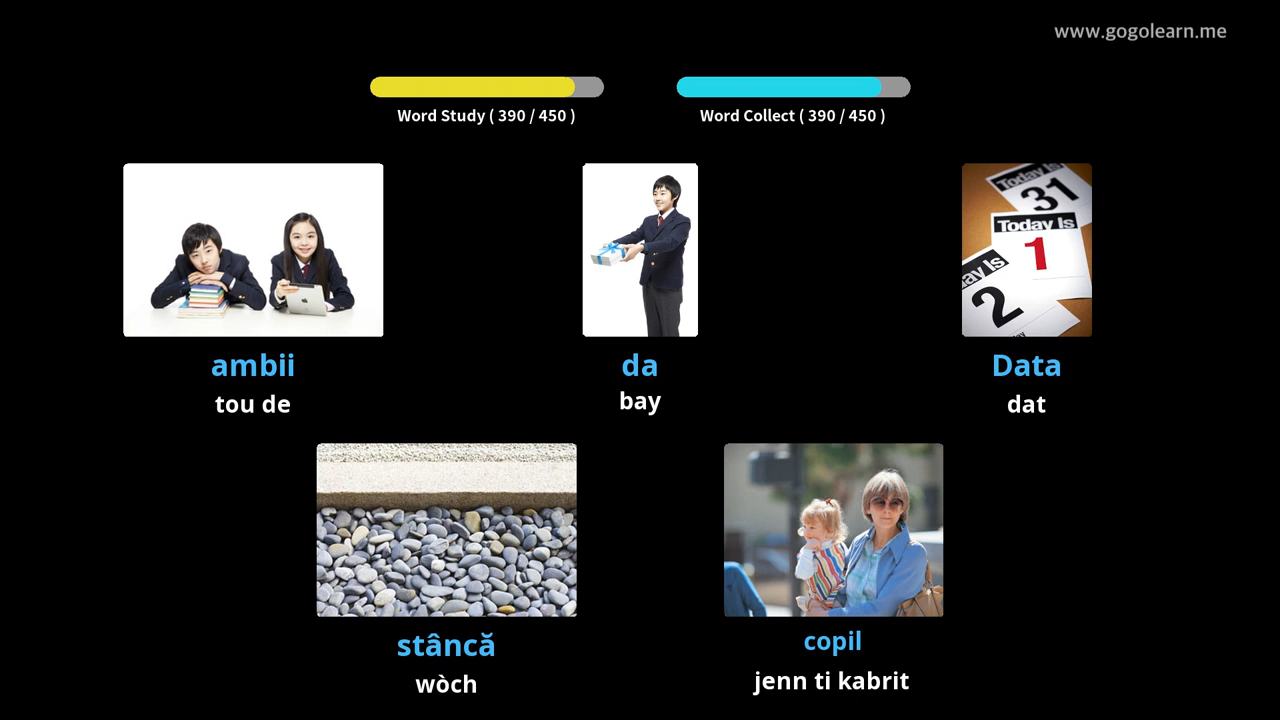 www.gogolearn.me
Word Study ( 390 / 450 )
Word Collect ( 390 / 450 )
Today Is
31
Today Is
1
ay Is
2
ambii
da
Data
tou de
bay
dat
stâncă
copil
wòch
jenn ti kabrit